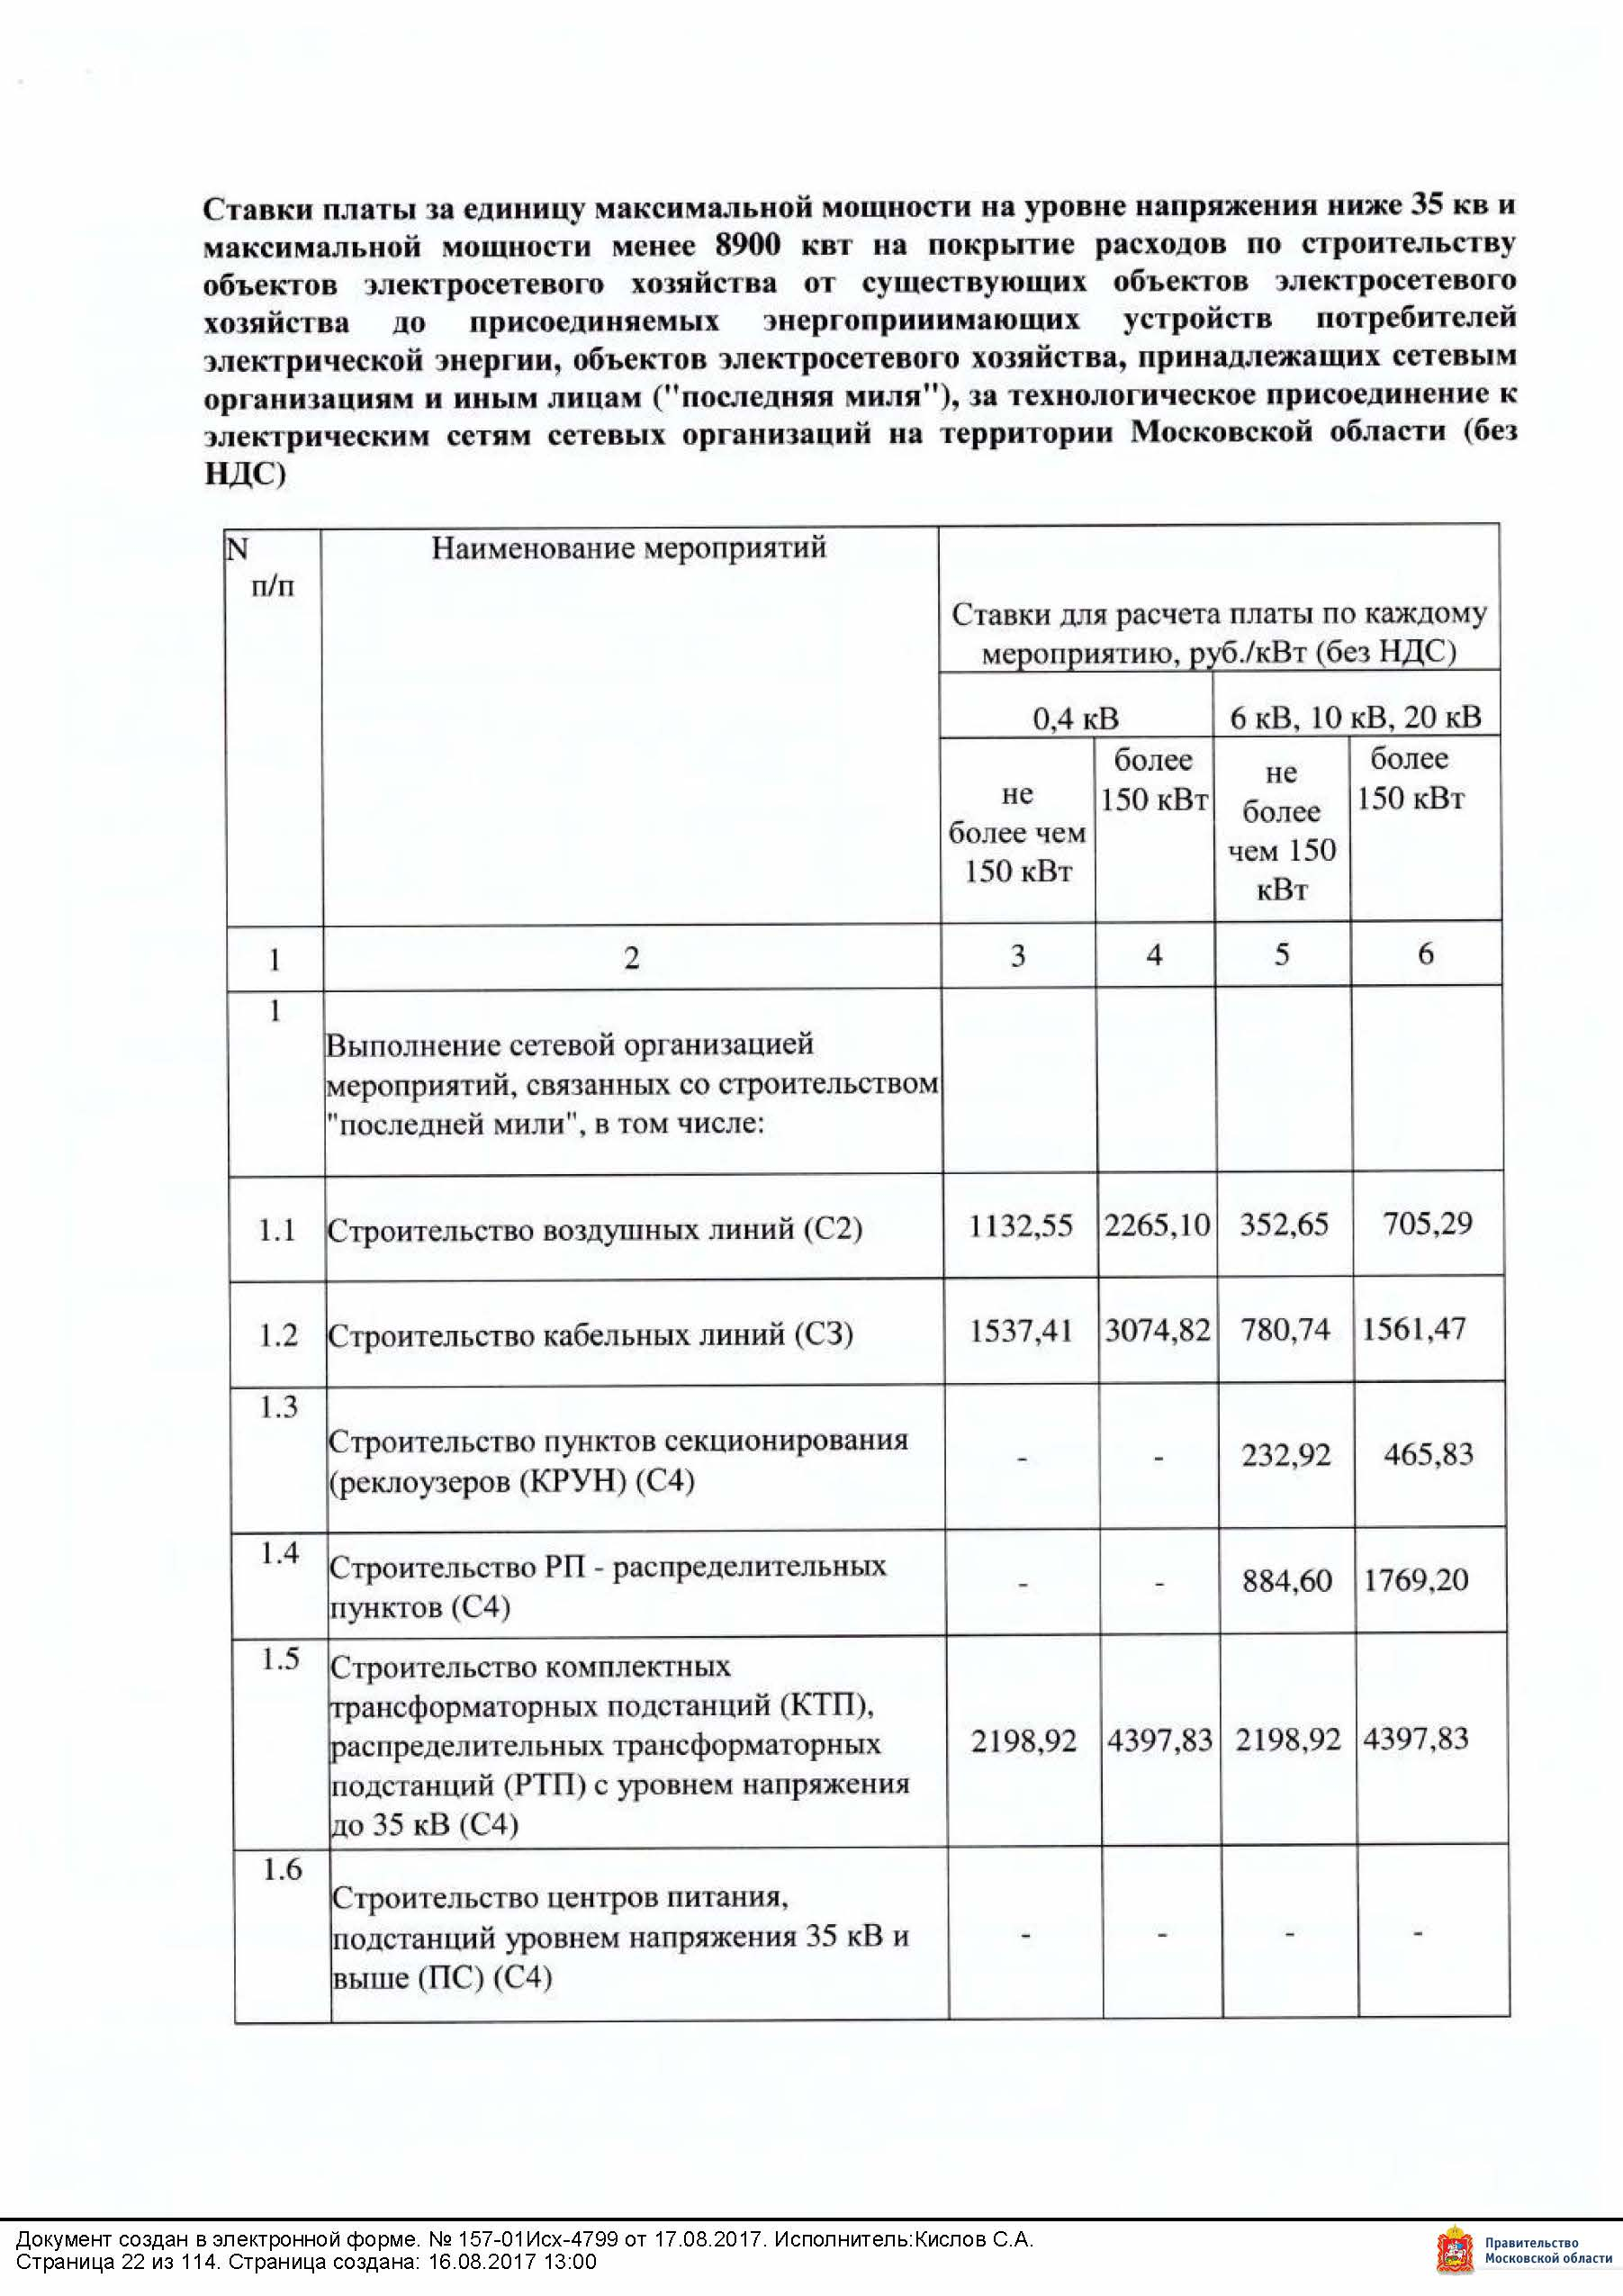 Ставки платы за единицу максимальной мощности на уровне напряжения ниже 35 кв и
максимальной мощности менее 8900 квт на покрытие расходов по строительству
объектов электросетевого хозяйства от существующих объектов электросетевого
хозяйства до присоединяемых энергопринимающих устройств потребителей
электрической энергии, объектов электросетевого хозяйства, принадлежащих сетевым
организациям и иным лицам ("последняя миля"), за технологическое присоединение к
электрическим сетям сетевых организаций на территории Московской области (без
НДС)
N
п/п
Наименование мероприятий
Ставки для расчета платы по каждому
мероприятию, руб./кВт (без НДС)
0,4 кВ
6 кВ, 10 кВ, 20 кВ
не
более чем
150 кВт
более
150 кВт
не
более
чем 150
кВт
более
150 кВт
1 2 3 4 5 6
1
Выполнение сетевой организацией
мероприятий, связанных со строительством
"последней мили", в том числе:
1.1 Строительство воздушных линий (С2) 1132,55 2265,10 352,65 705,29
1.2 Строительство кабельных линий (С3) 1537,41 3074,82 780,74 1561,47
1.3
Строительство пунктов секционирования
(реклоузеров (КРУН) (С4)
- - 232,92 465,83
1.4
Строительство РП - распределительных
пунктов (С4)
- - 884,60 1769,20
1.5
Строительство комплектных
трансформаторных подстанций (КТП),
распределительных трансформаторных
подстанций (РТП) с уровнем напряжения
до 35 кВ (С4)
2198,92 4397,83 2198,92 4397,83
1.6
Строительство центров питания,
подстанций уровнем напряжения 35 кВ и
выше (ПС) (С4)
- - - -
Документ создан в электронной форме. № 157-01Исх-4799 от 17.08.2017. Исполнитель:Кислов С.А.
Страница 22 из 114. Страница создана: 16.08.2017 13:00
Правительство
Московской области